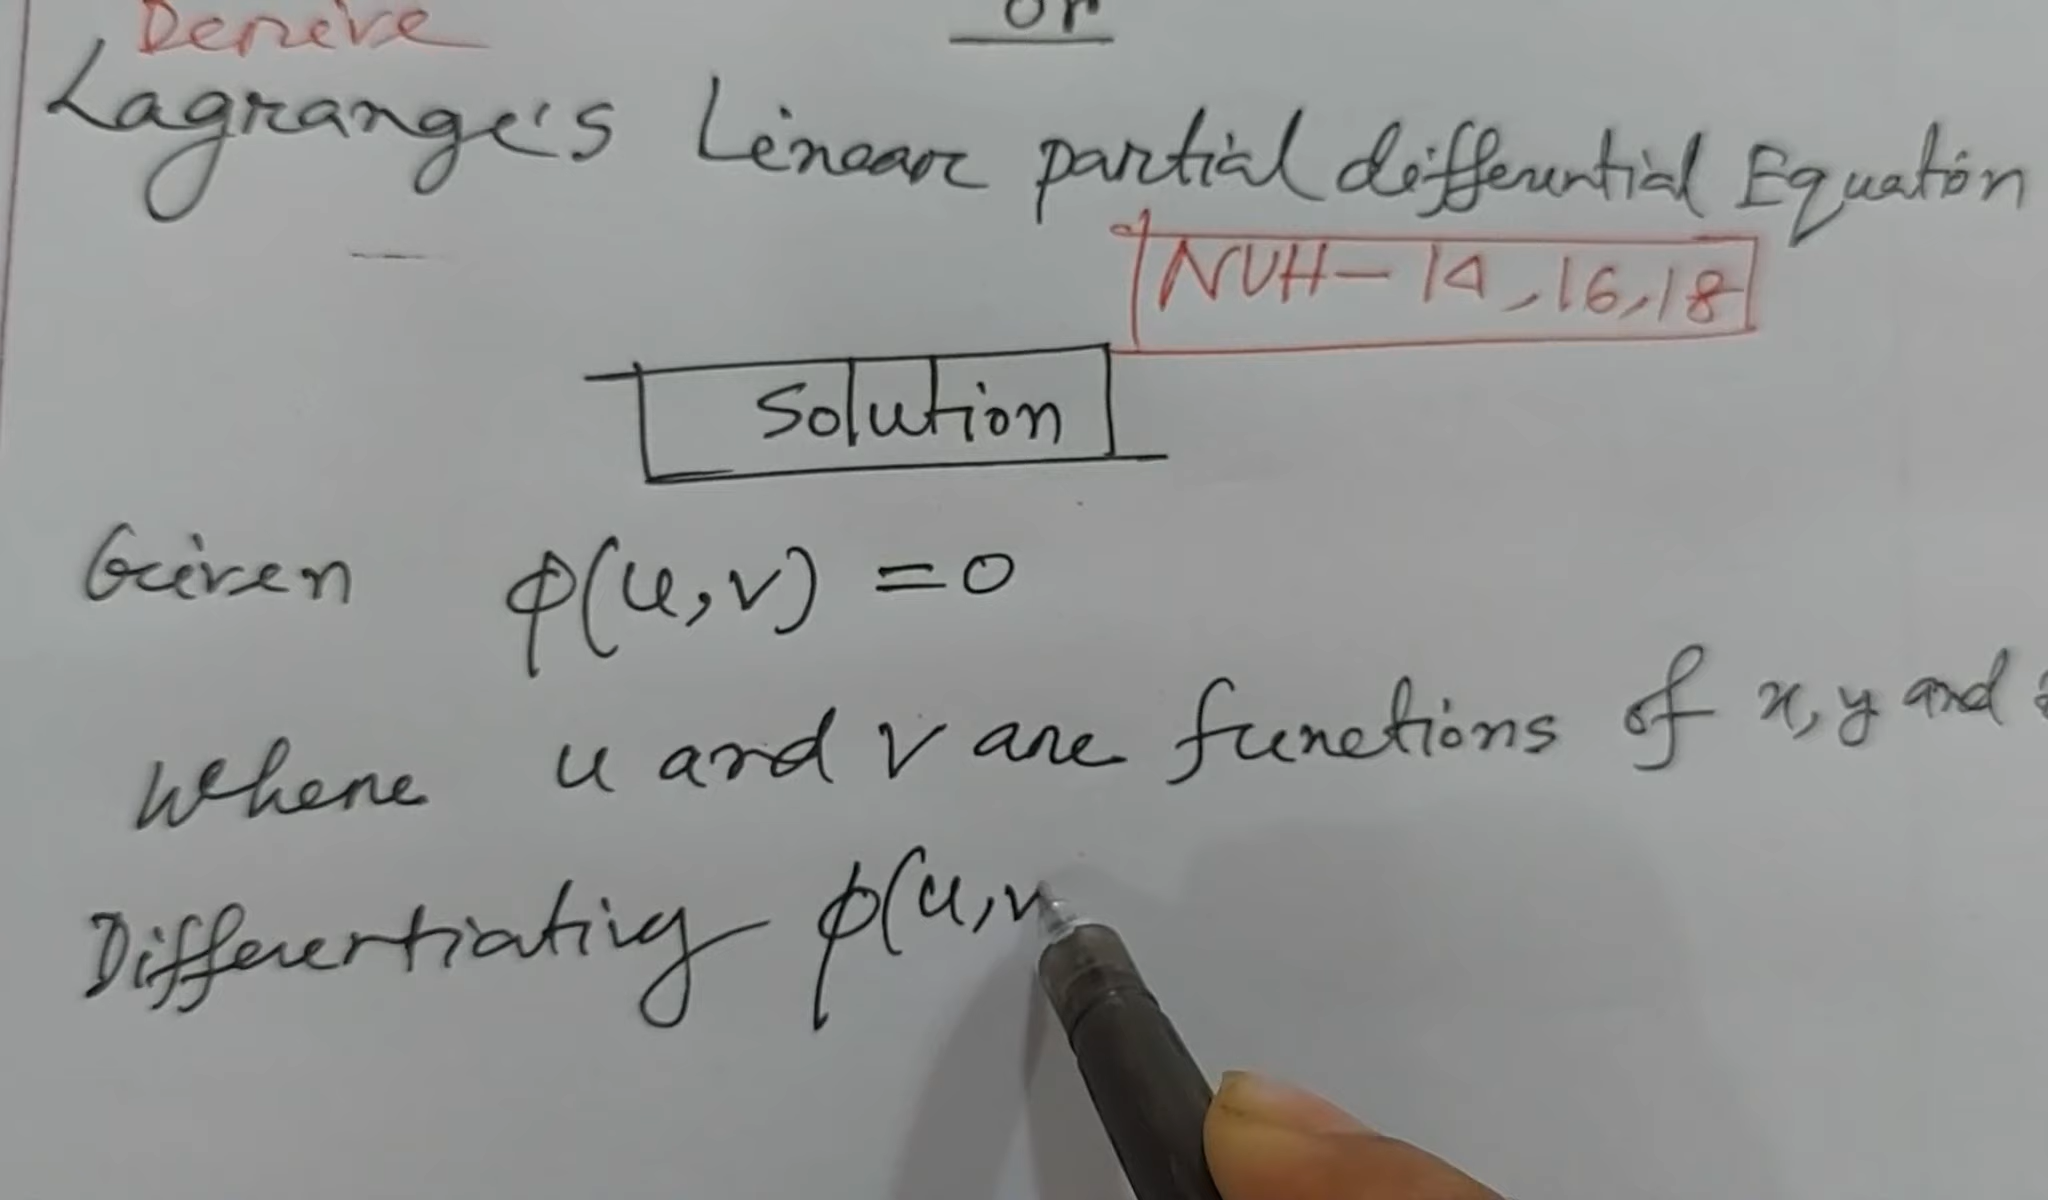 Derive
or
Lagrange's Linear partial differential Equation
NUH-14, 16, 18
Solution
Given φ(u,v) =0
Where u and v are functions of x, y and
Differentiating φ(u,v